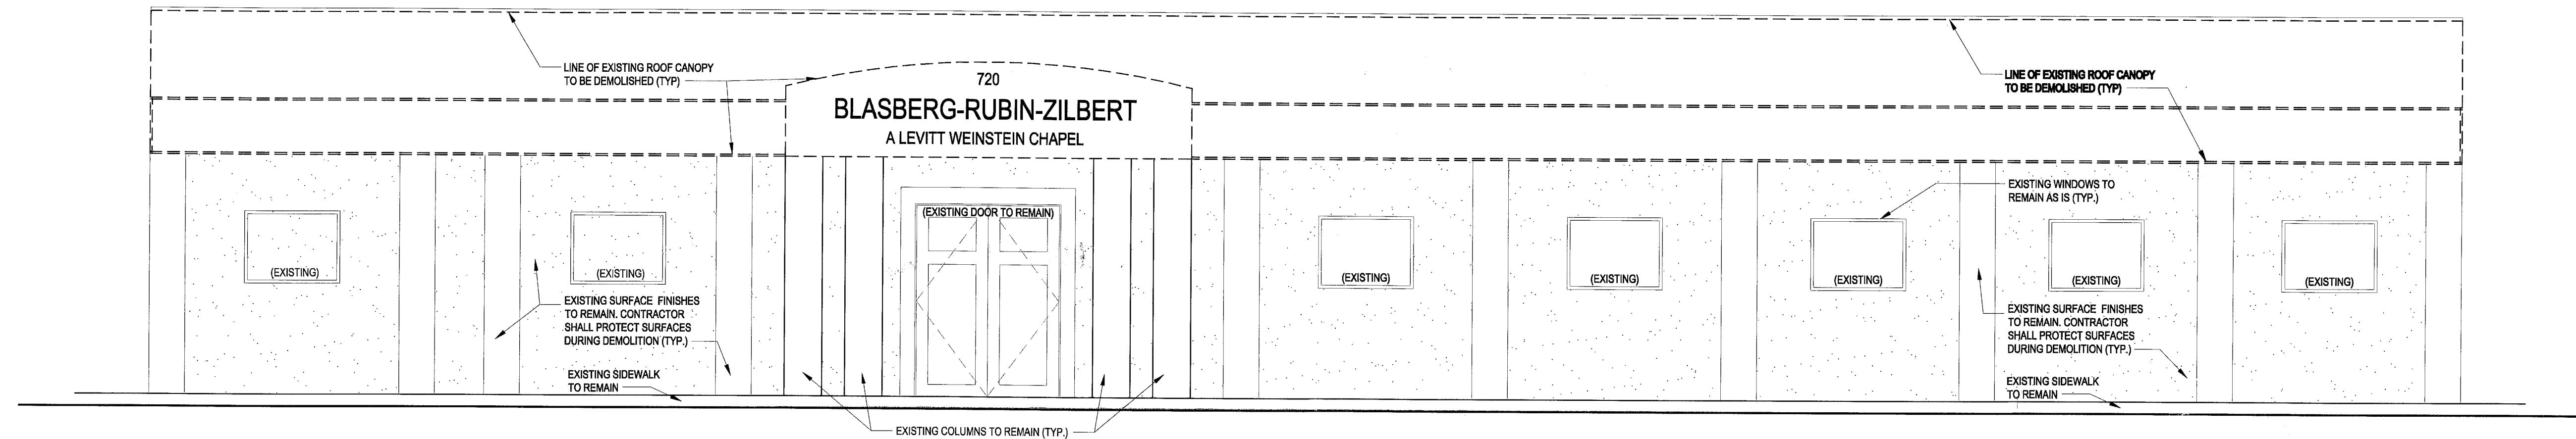 LINE OF EXISTING ROOF CANOPY
TO BE DEMOLISHED (TYP)
720
BLASBERG-RUBIN-ZILBERT
A LEVITT WEINSTEIN CHAPEL
LINE OF EXISTING ROOF CANOPY
TO BE DEMOLISHED (TYP)
EXISTING WINDOWS TO
REMAIN AS IS (TYP.)
(EXISTING DOOR TO REMAIN)
(EXISTING)
(EXISTING)
(EXISTING)
(EXISTING)
(EXISTING)
(EXISTING)
(EXISTING)
EXISTING SURFACE FINISHES
TO REMAIN. CONTRACTOR
SHALL PROTECT SURFACES
DURING DEMOLITION (TYP.)
EXISTING SURFACE FINISHES
TO REMAIN. CONTRACTOR
SHALL PROTECT SURFACES
DURING DEMOLITION (TYP.)
EXISTING SIDEWALK
TO REMAIN
EXISTING SIDEWALK
TO REMAIN
EXISTING COLUMNS TO REMAIN (TYP.)